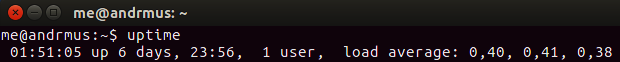 me@andrmus: ~
me@andrmus:~$ uptime
 01:51:05 up 6 days, 23:56,  1 user,  load average: 0,40, 0,41, 0,38